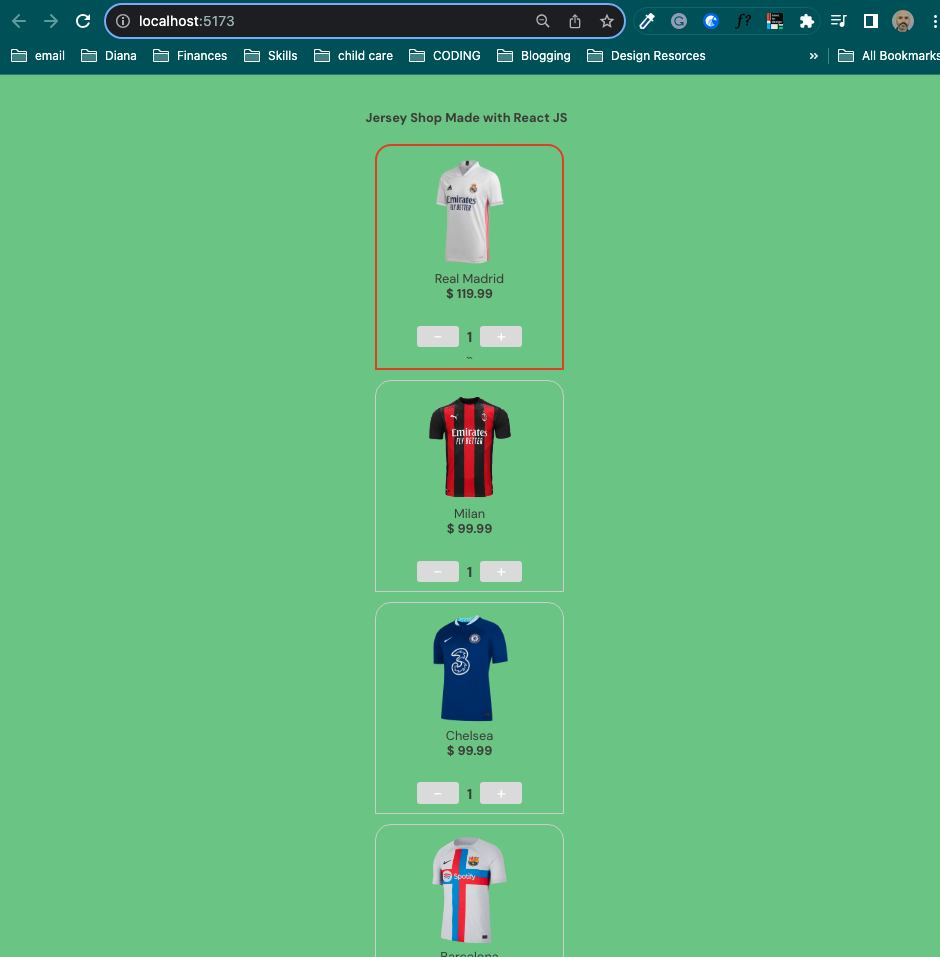 localhost:5173
f?
email Diana Finances Skills child care CODING Blogging Design Resorces » All Bookmarks
Jersey Shop Made with React JS
Emirates
FLY BETTER
Real Madrid
$ 119.99
- 1 +
~
Emirates
FLY BETTER
Milan
$ 99.99
- 1 +
3
Chelsea
$ 99.99
- 1 +
Spotify
Barcelona